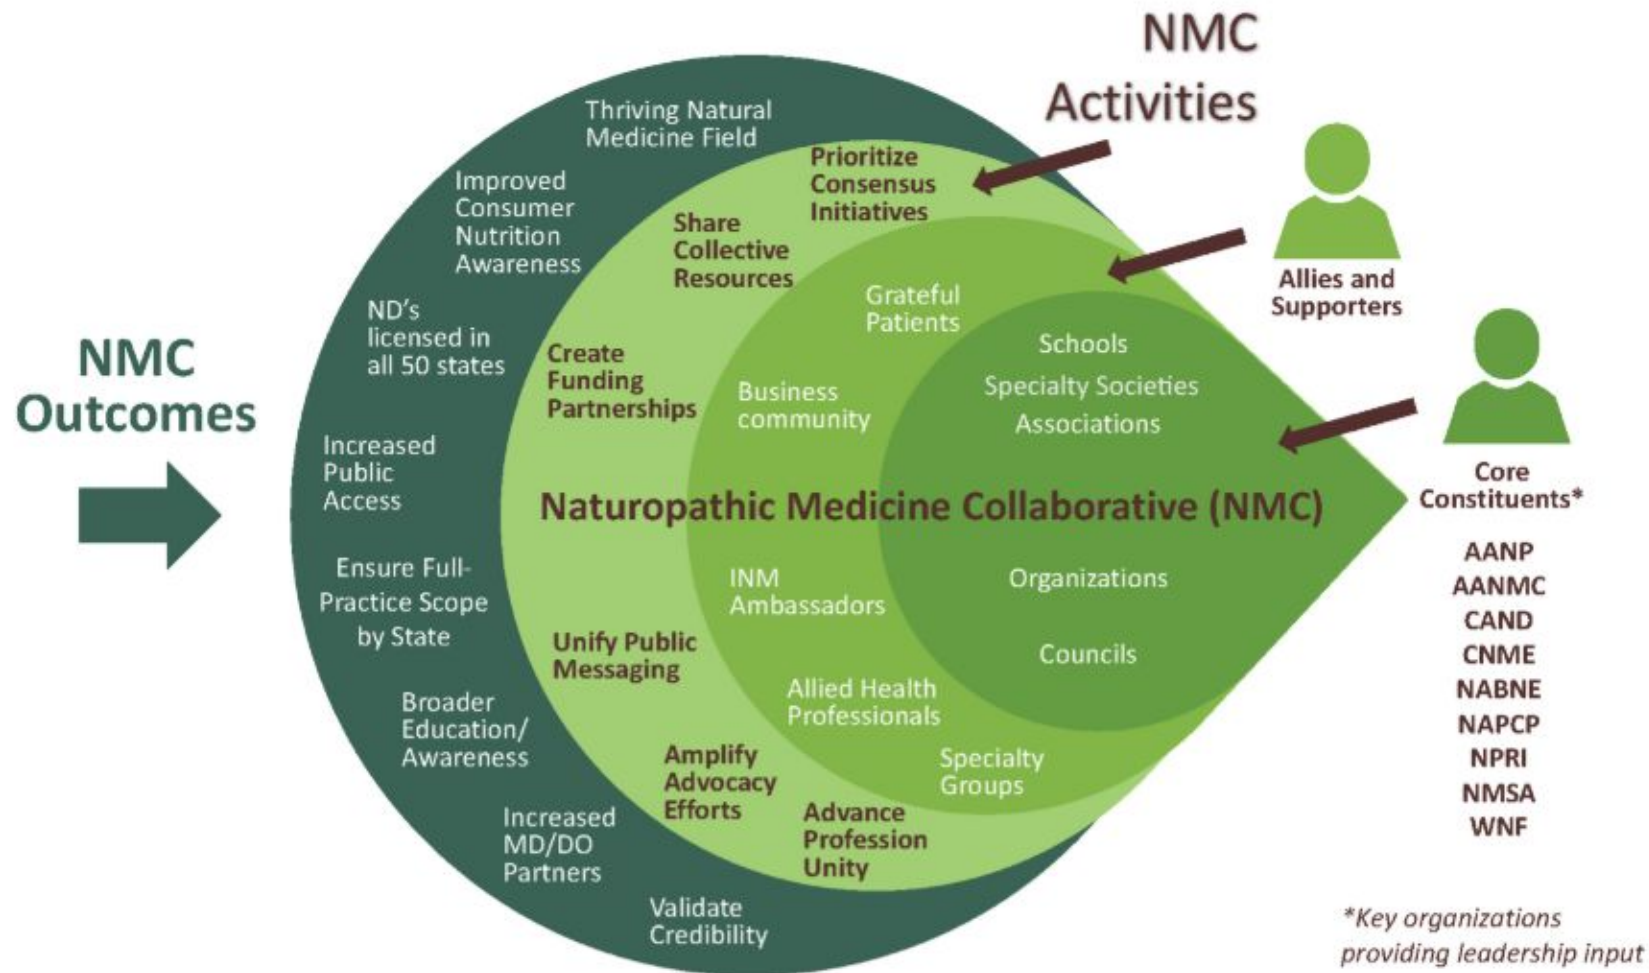 NMC
Activities
Thriving Natural
Medicine Field
Improved
Consumer
Nutrition
Awareness
ND's
licensed in
all 50 states
NMC
Outcomes
Increased
Public
Access
Ensure Full-
Practice Scope
by State
Broader
Education/
Awareness
Increased
MD/DO
Partners
Validate
Credibility
Prioritize
Consensus
Initiatives
Share
Collective
Resources
Create
Funding
Partnerships
Naturopathic Medicine Collaborative (NMC)
Unify Public
Messaging
Amplify
Advocacy
Efforts
Advance
Profession
Unity
Grateful
Patients
Business
community
INM
Ambassadors
Allied Health
Professionals
Specialty
Groups
Schools
Specialty Societies
Associations
Organizations
Councils
Allies and
Supporters
Core
Constituents*
AANP
AANMC
CAND
CNME
NABNE
NAPCP
NPRI
NMSA
WNF
*Key organizations
providing leadership input